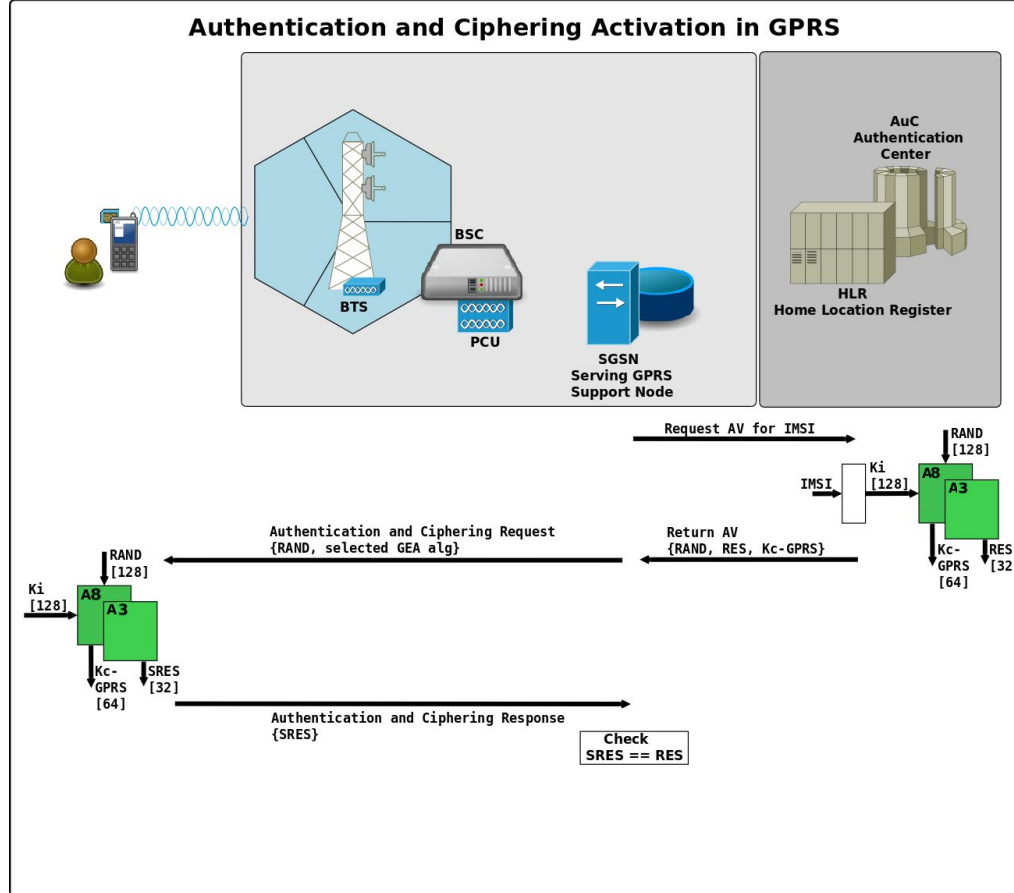 Authentication and Ciphering Activation in GPRS
AuC
Authentication
Center
BSC
BTS
PCU
HLR
Home Location Register
SGSN
Serving GPRS
Support Node
Request AV for IMSI
RAND
[128]
IMSI
Ki
[128]
A8
A3
Authentication and Ciphering Request
{RAND, selected GEA alg}
Return AV
{RAND, RES, Kc-GPRS}
Kc-
GPRS
[64]
RES
[32
RAND
[128]
Ki
[128]
A8
A3
Kc-
GPRS
[64]
SRES
[32]
Authentication and Ciphering Response
{SRES}
Check
SRES == RES